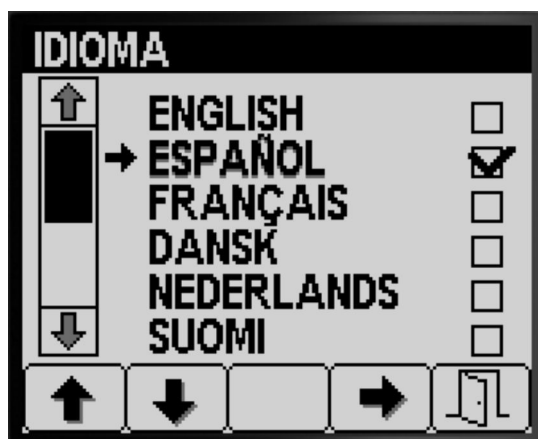 IDIOMA
ENGLISH
ESPAÑOL
FRANÇAIS
DANSK
NEDERLANDS
SUOMI